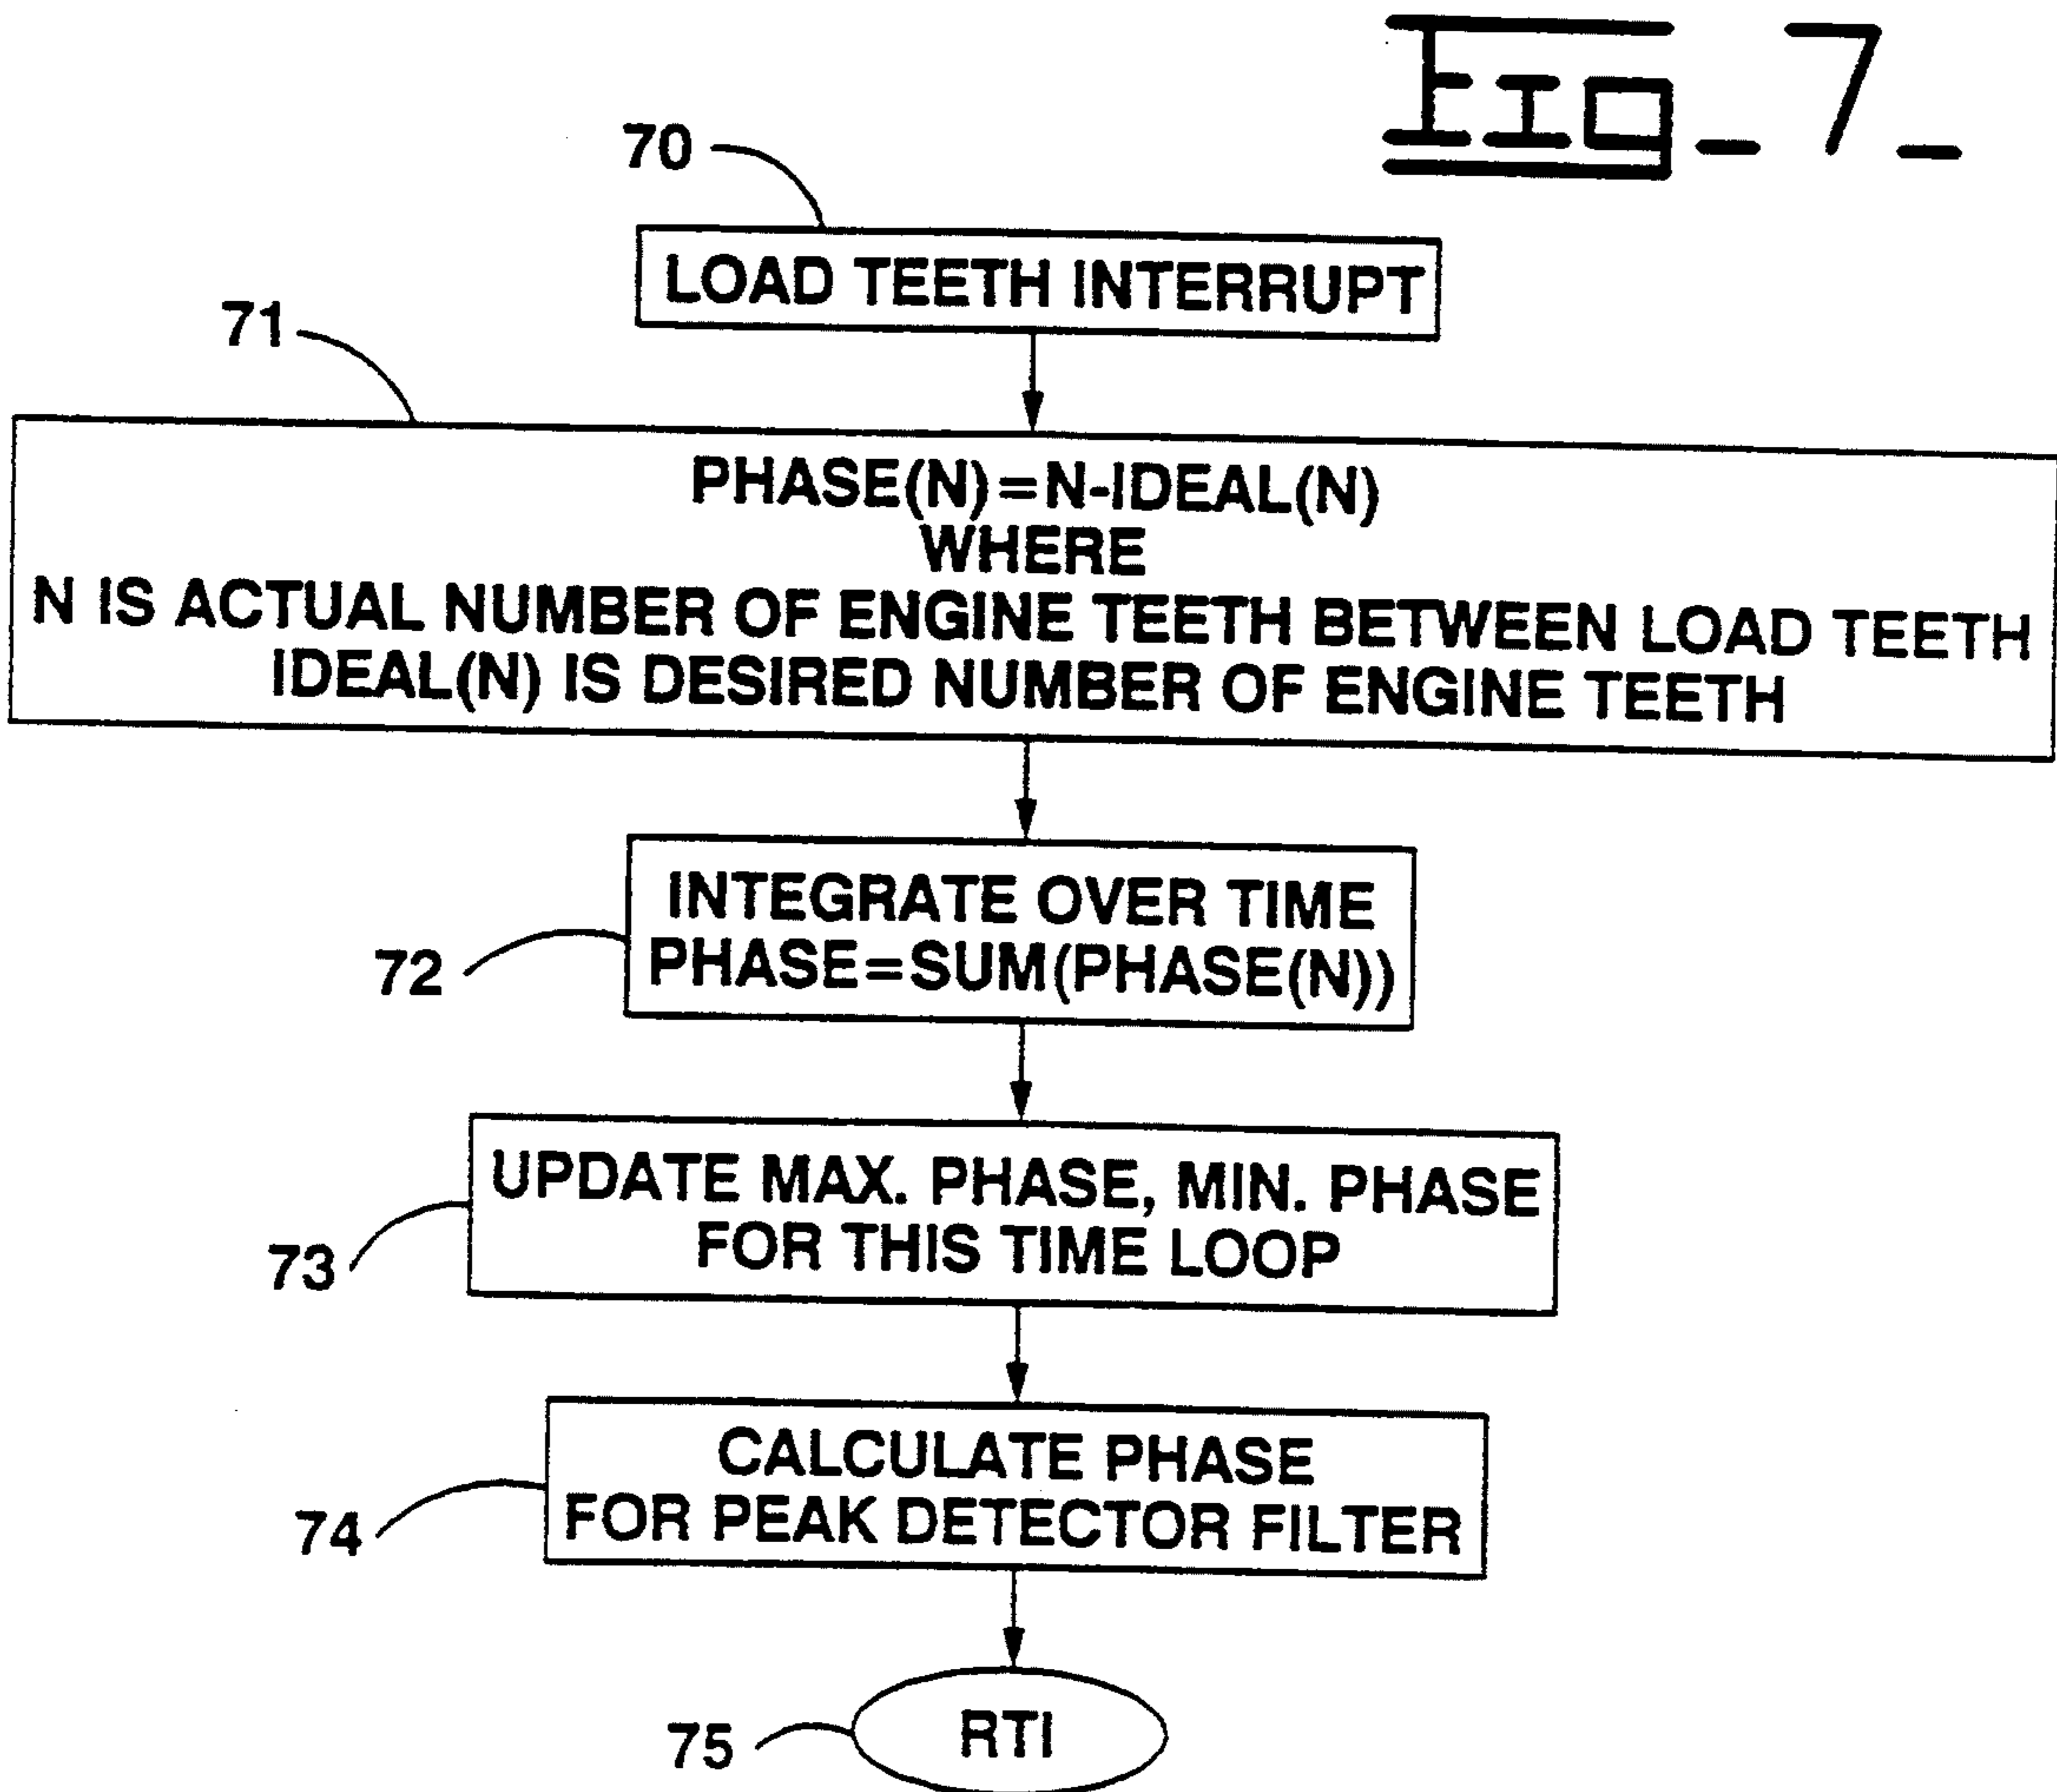 Fig_7_
70
LOAD TEETH INTERRUPT
71
PHASE(N)=N-IDEAL(N)
WHERE
N IS ACTUAL NUMBER OF ENGINE TEETH BETWEEN LOAD TEETH
IDEAL(N) IS DESIRED NUMBER OF ENGINE TEETH
INTEGRATE OVER TIME
PHASE=SUM(PHASE(N))
72
UPDATE MAX. PHASE, MIN. PHASE
FOR THIS TIME LOOP
73
CALCULATE PHASE
FOR PEAK DETECTOR FILTER
74
RTI
75